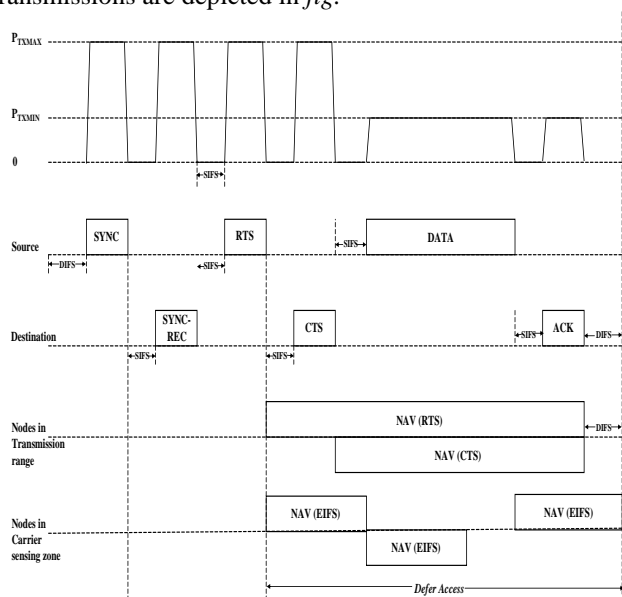 ransmissions are depicted in fig.
PTXMAX
PTXMIN
0
SIFS
Source
SYNC
RTS
DATA
DIFS
SIFS
SIFS
Destination
SYNC-
REC
CTS
ACK
SIFS
SIFS
SIFS
DIFS
Nodes in
Transmission
range
NAV (RTS)
DIFS
NAV (CTS)
Nodes in
Carrier
sensing zone
NAV (EIFS)
NAV (EIFS)
NAV (EIFS)
Defer Access